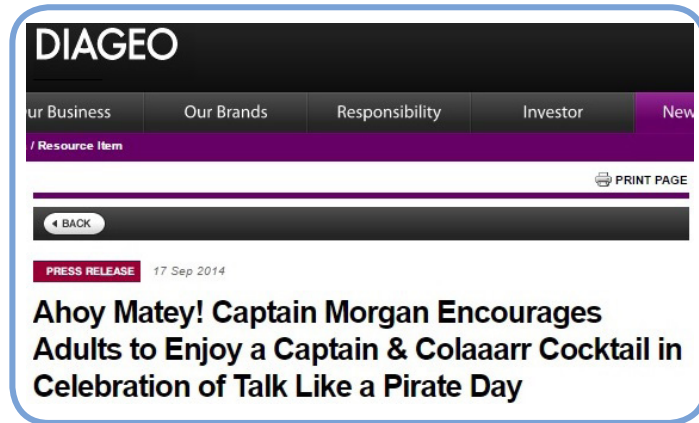 DIAGEO
ur Business Our Brands Responsibility Investor New
/ Resource Item
PRINT PAGE
BACK
PRESS RELEASE 17 Sep 2014
Ahoy Matey! Captain Morgan Encourages
Adults to Enjoy a Captain & Colaaarr Cocktail in
Celebration of Talk Like a Pirate Day